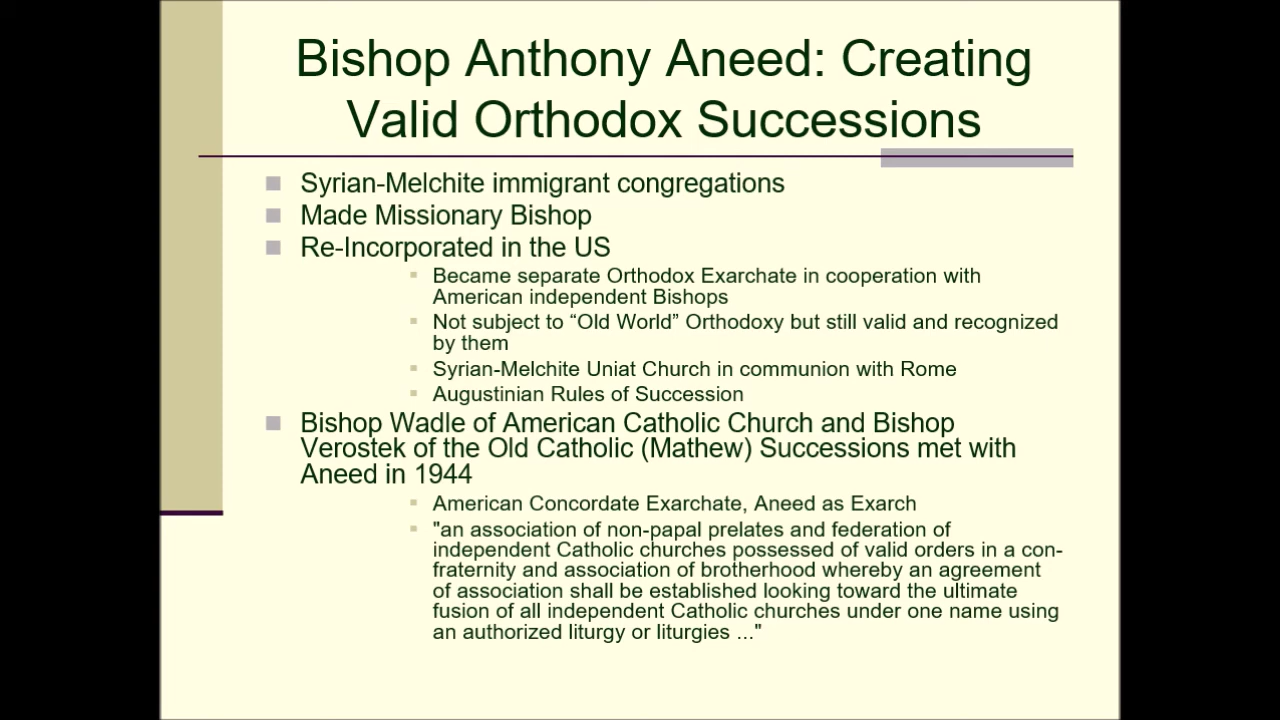 Bishop Anthony Aneed: Creating
Valid Orthodox Successions
Syrian-Melchite immigrant congregations
Made Missionary Bishop
Re-Incorporated in the US
Became separate Orthodox Exarchate in cooperation with
American independent Bishops
Not subject to “Old World” Orthodoxy but still valid and recognized
by them
Syrian-Melchite Uniat Church in communion with Rome
Augustinian Rules of Succession
Bishop Wadle of American Catholic Church and Bishop
Verostek of the Old Catholic (Mathew) Successions met with
Aneed in 1944
American Concordate Exarchate, Aneed as Exarch
"an association of non-papal prelates and federation of
independent Catholic churches possessed of valid orders in a con-
fraternity and association of brotherhood whereby an agreement
of association shall be established looking toward the ultimate
fusion of all independent Catholic churches under one name using
an authorized liturgy or liturgies ..."